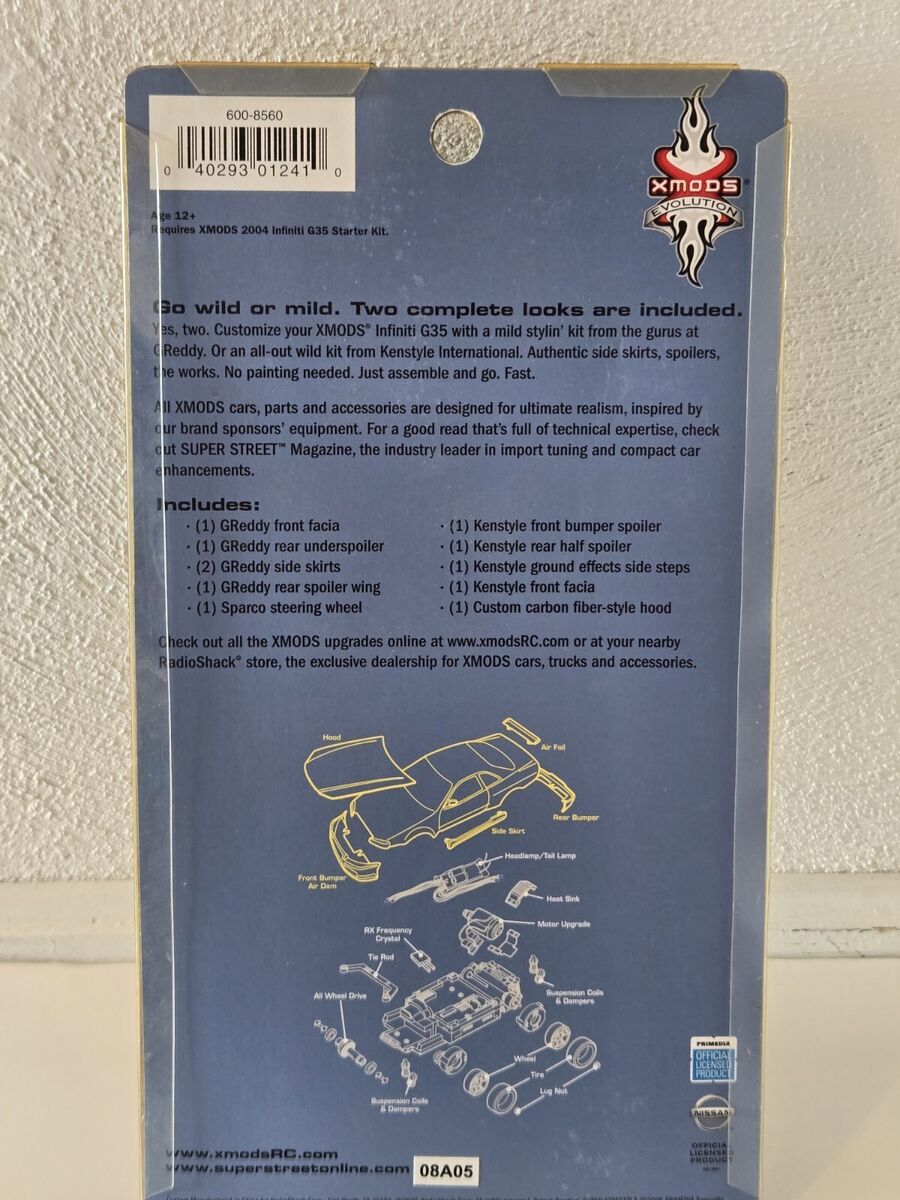 600-8560
0 40293 01241 0
XMODS®
EVOLUTION
Age 12+
Requires XMODS 2004 Infiniti G35 Starter Kit.
Go wild or mild. Two complete looks are included.
Yes, two. Customize your XMODS® Infiniti G35 with a mild stylin' kit from the gurus at
GReddy. Or an all-out wild kit from Kenstyle International. Authentic side skirts, spoilers,
the works. No painting needed. Just assemble and go. Fast.
All XMODS cars, parts and accessories are designed for ultimate realism, inspired by
our brand sponsors' equipment. For a good read that's full of technical expertise, check
out SUPER STREET™ Magazine, the industry leader in import tuning and compact car
enhancements.
Includes:
· (1) GReddy front facia
· (1) GReddy rear underspoiler
· (2) GReddy side skirts
· (1) GReddy rear spoiler wing
· (1) Sparco steering wheel
· (1) Kenstyle front bumper spoiler
· (1) Kenstyle rear half spoiler
· (1) Kenstyle ground effects side steps
· (1) Kenstyle front facia
· (1) Custom carbon fiber-style hood
Check out all the XMODS upgrades online at www.xmodsRC.com or at your nearby
RadioShack® store, the exclusive dealership for XMODS cars, trucks and accessories.
Hood
Air Foil
Rear Bumper
Side Skirt
Front Bumper
Air Dam
Headlamp/Tail Lamp
Heat Sink
Motor Upgrade
RX Frequency
Crystal
Tie Rod
All Wheel Drive
Suspension Coils
& Dampers
Wheel
Tire
Lug Nut
Suspension Coils
& Dampers
PRIMEDIA
OFFICIAL
LICENSED
PRODUCT
NISSAN
OFFICIAL
LICENSED
PRODUCT
www.xmodsRC.com
www.superstreetonline.com
08A05